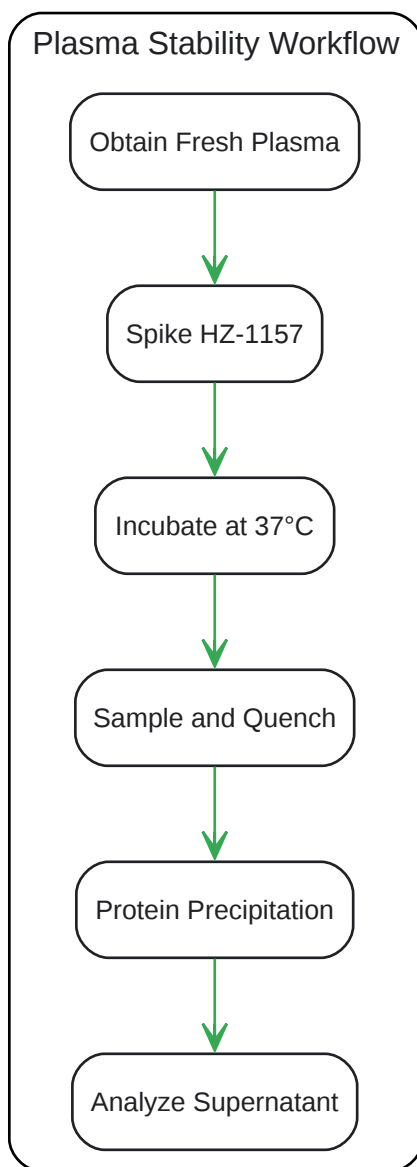 Plasma Stability Workflow
Obtain Fresh Plasma
Spike HZ-1157
Incubate at 37°C
Sample and Quench
Protein Precipitation
Analyze Supernatant